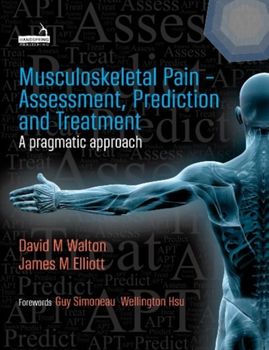 HANDSPRING
PUBLISHING
Musculoskeletal Pain –
Assessment, Prediction
and Treatment
A pragmatic approach
David M Walton
James M Elliott
Forewords Guy Simoneau Wellington Hsu